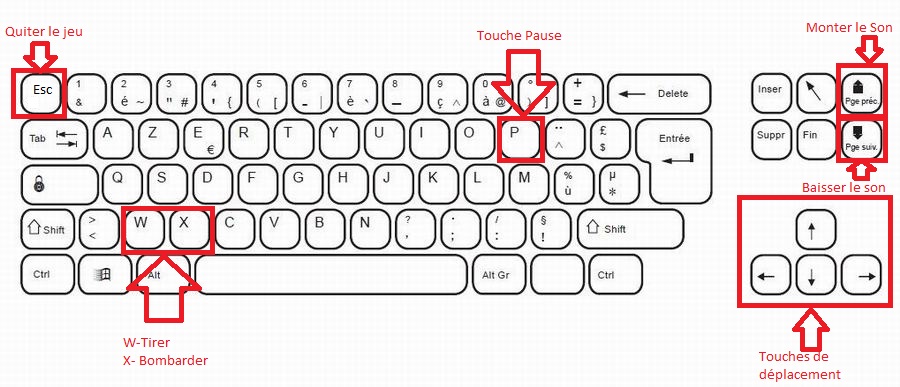 Quiter le jeu
Touche Pause
Monter le Son
Esc
1
&
2
é ~
3
" #
4
' {
5
( [
6
- |
7
è `
8
_
9
ç ^
0
à @
°
) ]
+
= }
Delete
Inser
Pge préc.
Tab
A
Z
E
€
R
T
Y
U
I
O
P
¨
^
£
$
Entrée
Suppr
Fin
Pge suiv.
Q
S
D
F
G
H
J
K
L
M
%
ù
µ
*
Baisser le son
Shift
>
<
W
X
C
V
B
N
?
,
.
;
/
:
§
!
Shift
Ctrl
Alt
Alt Gr
Ctrl
W-Tirer
X- Bombarder
Touches de
déplacement